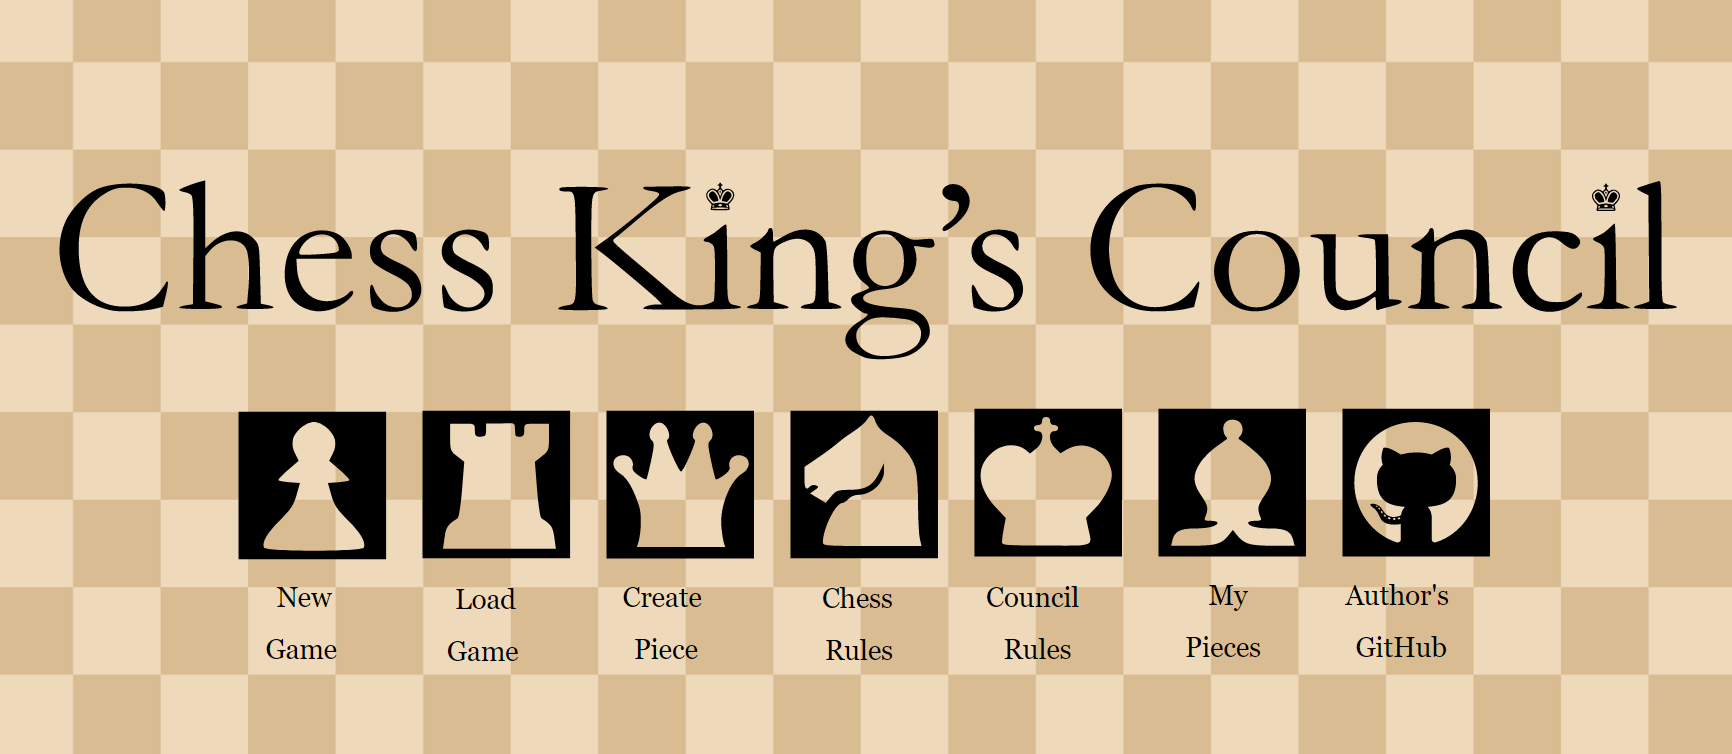 Chess King’s Council
New
Game
Load
Game
Create
Piece
Chess
Rules
Council
Rules
My
Pieces
Author's
GitHub